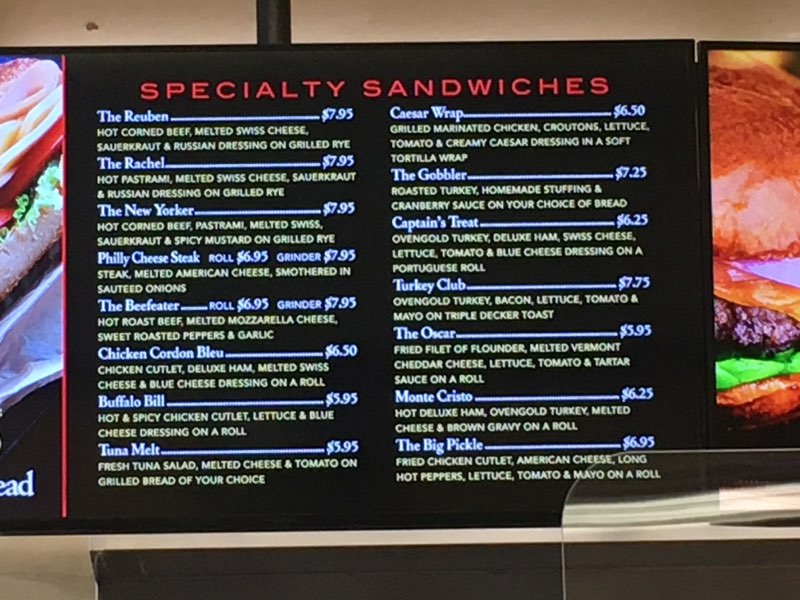 SPECIALTY SANDWICHES
The Reuben $7.95
HOT CORNED BEEF, MELTED SWISS CHEESE,
SAUERKRAUT & RUSSIAN DRESSING ON GRILLED RYE
The Rachel $7.95
HOT PASTRAMI, MELTED SWISS CHEESE, SAUERKRAUT
& RUSSIAN DRESSING ON GRILLED RYE
The New Yorker $7.95
HOT CORNED BEEF, PASTRAMI, MELTED SWISS,
SAUERKRAUT & SPICY MUSTARD ON GRILLED RYE
Philly Cheese Steak ROLL $6.95 GRINDER $7.95
STEAK, MELTED AMERICAN CHEESE, SMOTHERED IN
SAUTEED ONIONS
The Beefeater ROLL $6.95 GRINDER $7.95
HOT ROAST BEEF, MELTED MOZZARELLA CHEESE,
SWEET ROASTED PEPPERS & GARLIC
Chicken Cordon Bleu $6.50
CHICKEN CUTLET, DELUXE HAM, MELTED SWISS
CHEESE & BLUE CHEESE DRESSING ON A ROLL
Buffalo Bill $5.95
HOT & SPICY CHICKEN CUTLET, LETTUCE & BLUE
CHEESE DRESSING ON A ROLL
Tuna Melt $5.95
FRESH TUNA SALAD, MELTED CHEESE & TOMATO ON
GRILLED BREAD OF YOUR CHOICE
Caesar Wrap $6.50
GRILLED MARINATED CHICKEN, CROUTONS, LETTUCE,
TOMATO & CREAMY CAESAR DRESSING IN A SOFT
TORTILLA WRAP
The Gobbler $7.25
ROASTED TURKEY, HOMEMADE STUFFING &
CRANBERRY SAUCE ON YOUR CHOICE OF BREAD
Captain's Treat $6.25
OVENGOLD TURKEY, DELUXE HAM, SWISS CHEESE,
LETTUCE, TOMATO & BLUE CHEESE DRESSING ON A
PORTUGUESE ROLL
Turkey Club $7.75
OVENGOLD TURKEY, BACON, LETTUCE, TOMATO &
MAYO ON TRIPLE DECKER TOAST
The Oscar $5.95
FRIED FILET OF FLOUNDER, MELTED VERMONT
CHEDDAR CHEESE, LETTUCE, TOMATO & TARTAR
SAUCE ON A ROLL
Monte Cristo $6.25
HOT DELUXE HAM, OVENGOLD TURKEY, MELTED
CHEESE & BROWN GRAVY ON A ROLL
The Big Pickle $6.95
FRIED CHICKEN CUTLET, AMERICAN CHEESE, LONG
HOT PEPPERS, LETTUCE, TOMATO & MAYO ON A ROLL
ead